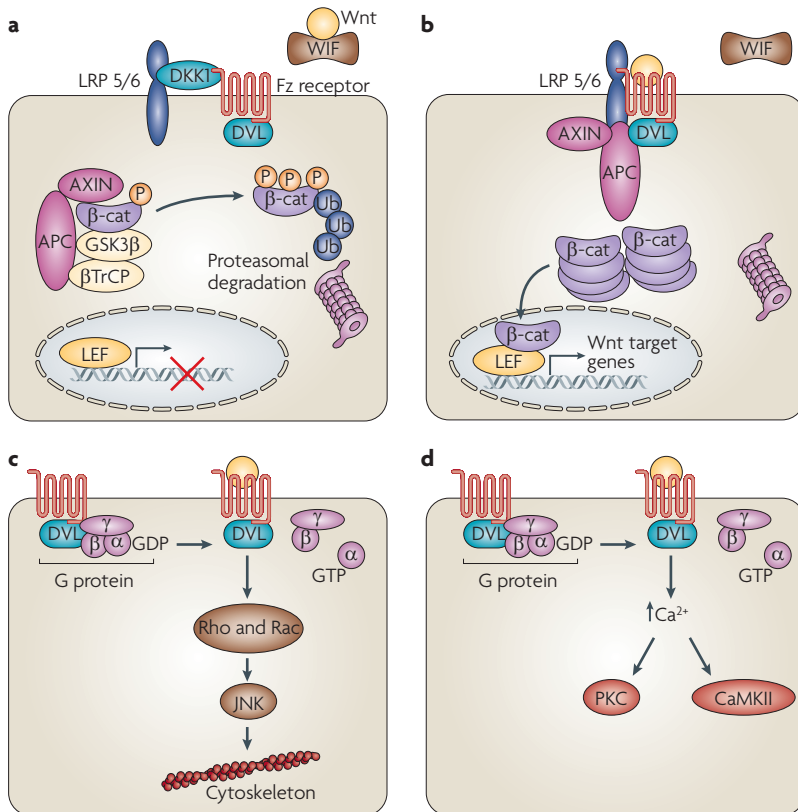 a
Wnt
WIF
LRP 5/6
DKK1
Fz receptor
DVL
AXIN
P
β-cat
APC
GSK3β
βTrCP
P P P
β-cat
Ub
Ub
Ub
Proteasomal
degradation
LEF
b
WIF
LRP 5/6
AXIN
DVL
APC
β-cat
β-cat
β-cat
LEF
Wnt target
genes
c
DVL
γ
β
α
GDP
G protein
DVL
γ
β
α
GTP
Rho and Rac
JNK
Cytoskeleton
d
DVL
γ
β
α
GDP
G protein
DVL
γ
β
α
GTP
↑Ca²⁺
PKC
CaMKII